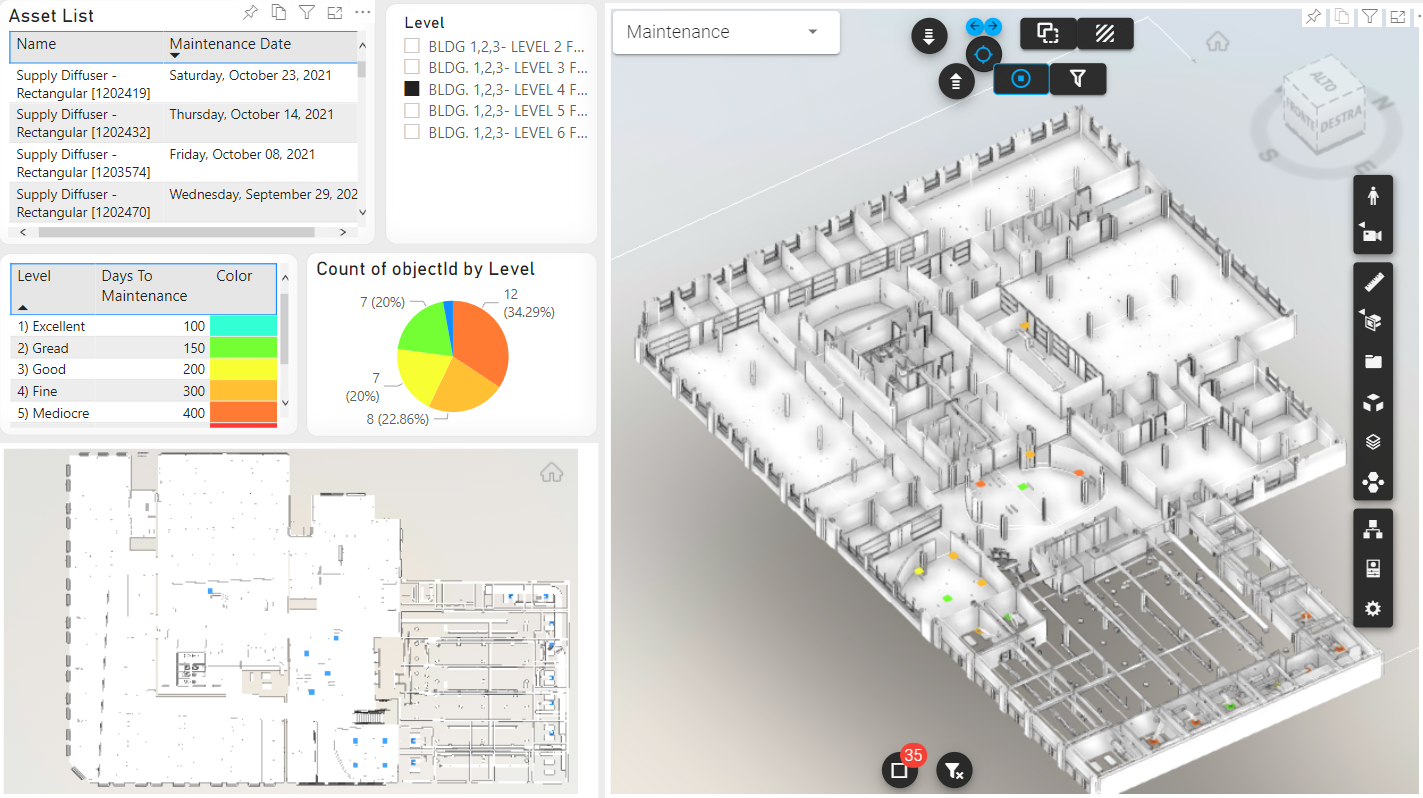 Asset List
Name Maintenance Date
Supply Diffuser - Saturday, October 23, 2021
Rectangular [1202419]
Supply Diffuser - Thursday, October 14, 2021
Rectangular [1202432]
Supply Diffuser - Friday, October 08, 2021
Rectangular [1203574]
Supply Diffuser - Wednesday, September 29, 202
Rectangular [1202470]
Level
BLDG 1,2,3- LEVEL 2 F...
BLDG. 1,2,3- LEVEL 3 F...
BLDG. 1,2,3- LEVEL 4 F...
BLDG. 1,2,3- LEVEL 5 F...
BLDG. 1,2,3- LEVEL 6 F...
Level Days To Color
Maintenance
1) Excellent 100
2) Gread 150
3) Good 200
4) Fine 300
5) Mediocre 400
Count of objectId by Level
12
(34.29%)
7 (20%)
7
(20%)
8 (22.86%)
Maintenance
ALTO
FRONTE
DESTRA
N
S
E
35